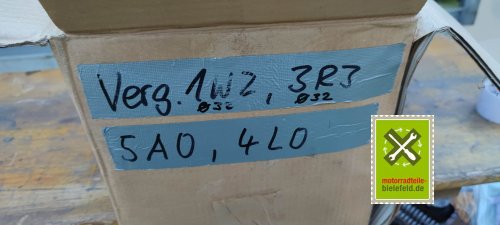 Verg. 1W2, 3R3
Ø32 Ø32
5A0, 4L0
motorradteile-
bielefeld.de